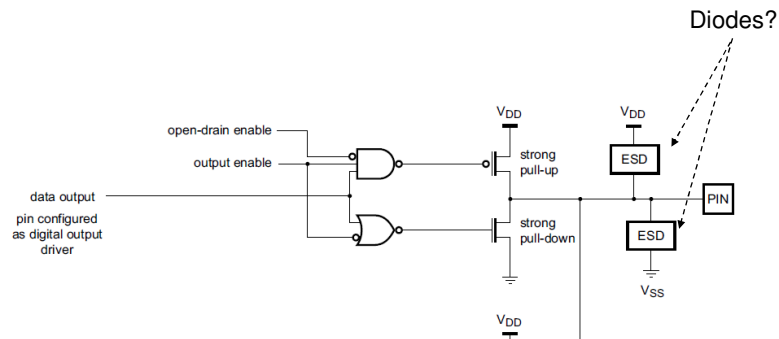 Diodes?
VDD
VDD
open-drain enable
output enable
strong
pull-up
ESD
data output
PIN
pin configured
as digital output
driver
strong
pull-down
ESD
VSS
VDD